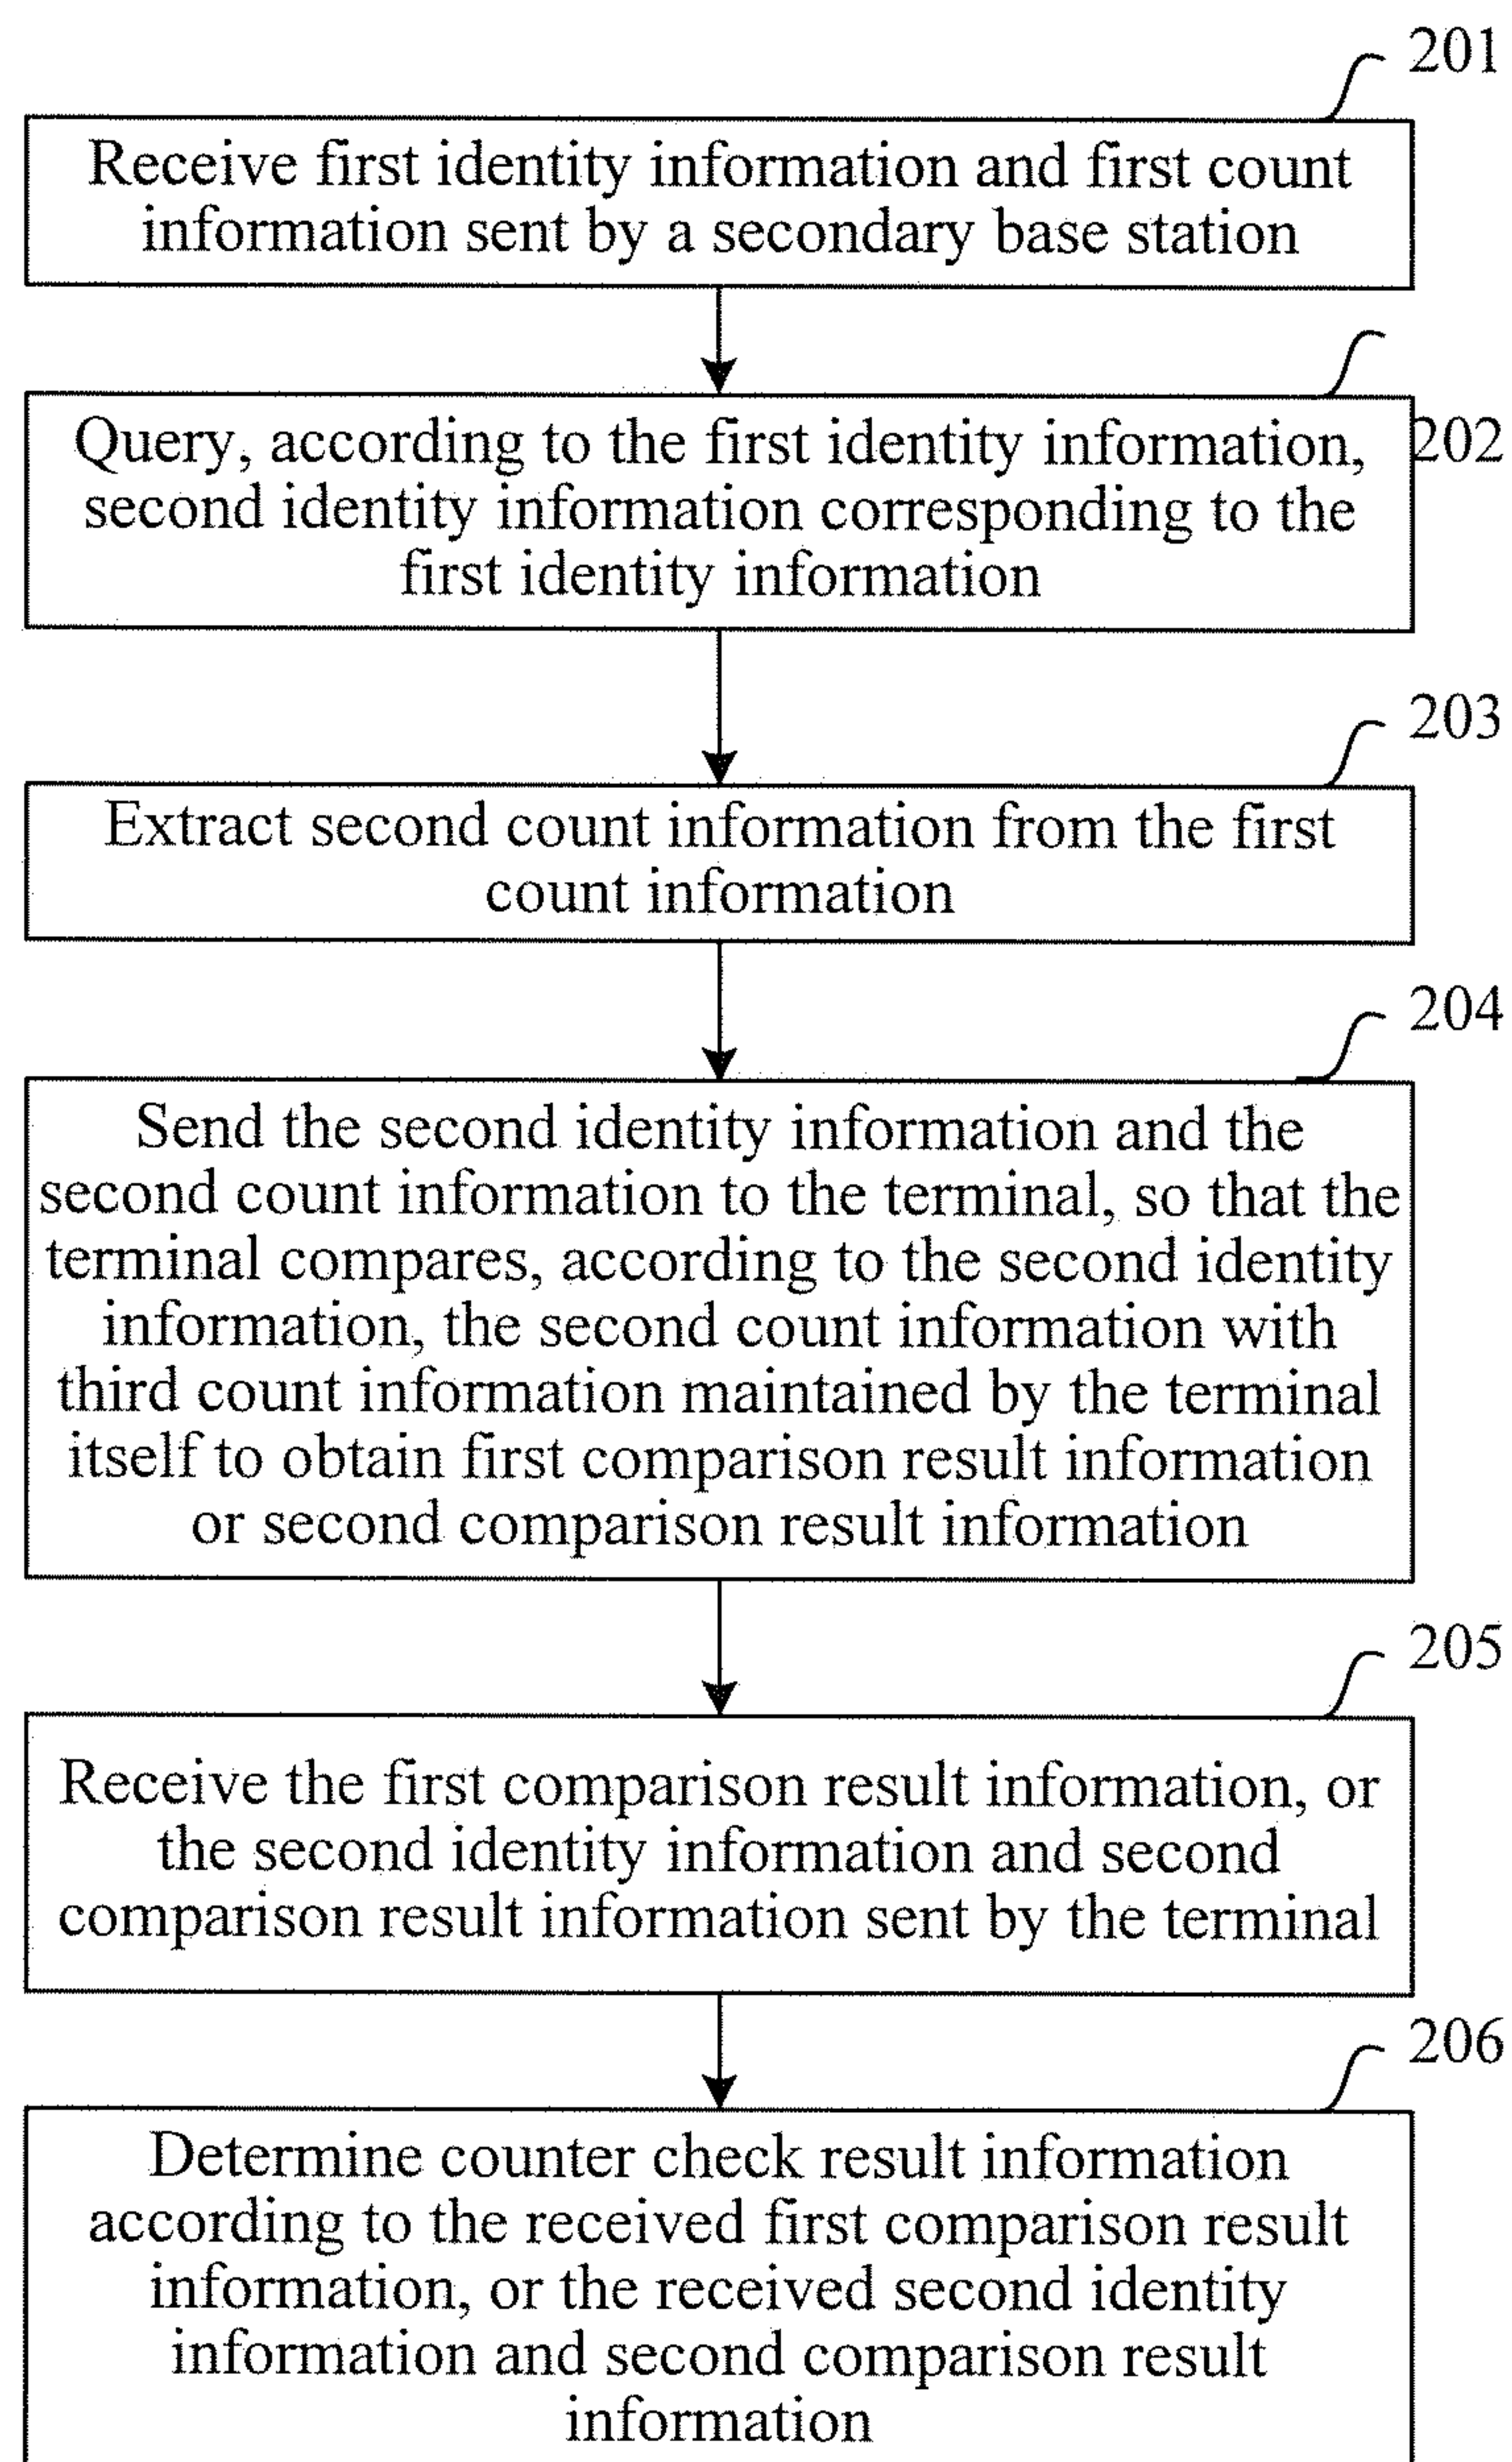 201
Receive first identity information and first count
information sent by a secondary base station
202
Query, according to the first identity information,
second identity information corresponding to the
first identity information
203
Extract second count information from the first
count information
204
Send the second identity information and the
second count information to the terminal, so that the
terminal compares, according to the second identity
information, the second count information with
third count information maintained by the terminal
itself to obtain first comparison result information
or second comparison result information
205
Receive the first comparison result information, or
the second identity information and second
comparison result information sent by the terminal
206
Determine counter check result information
according to the received first comparison result
information, or the received second identity
information and second comparison result
information